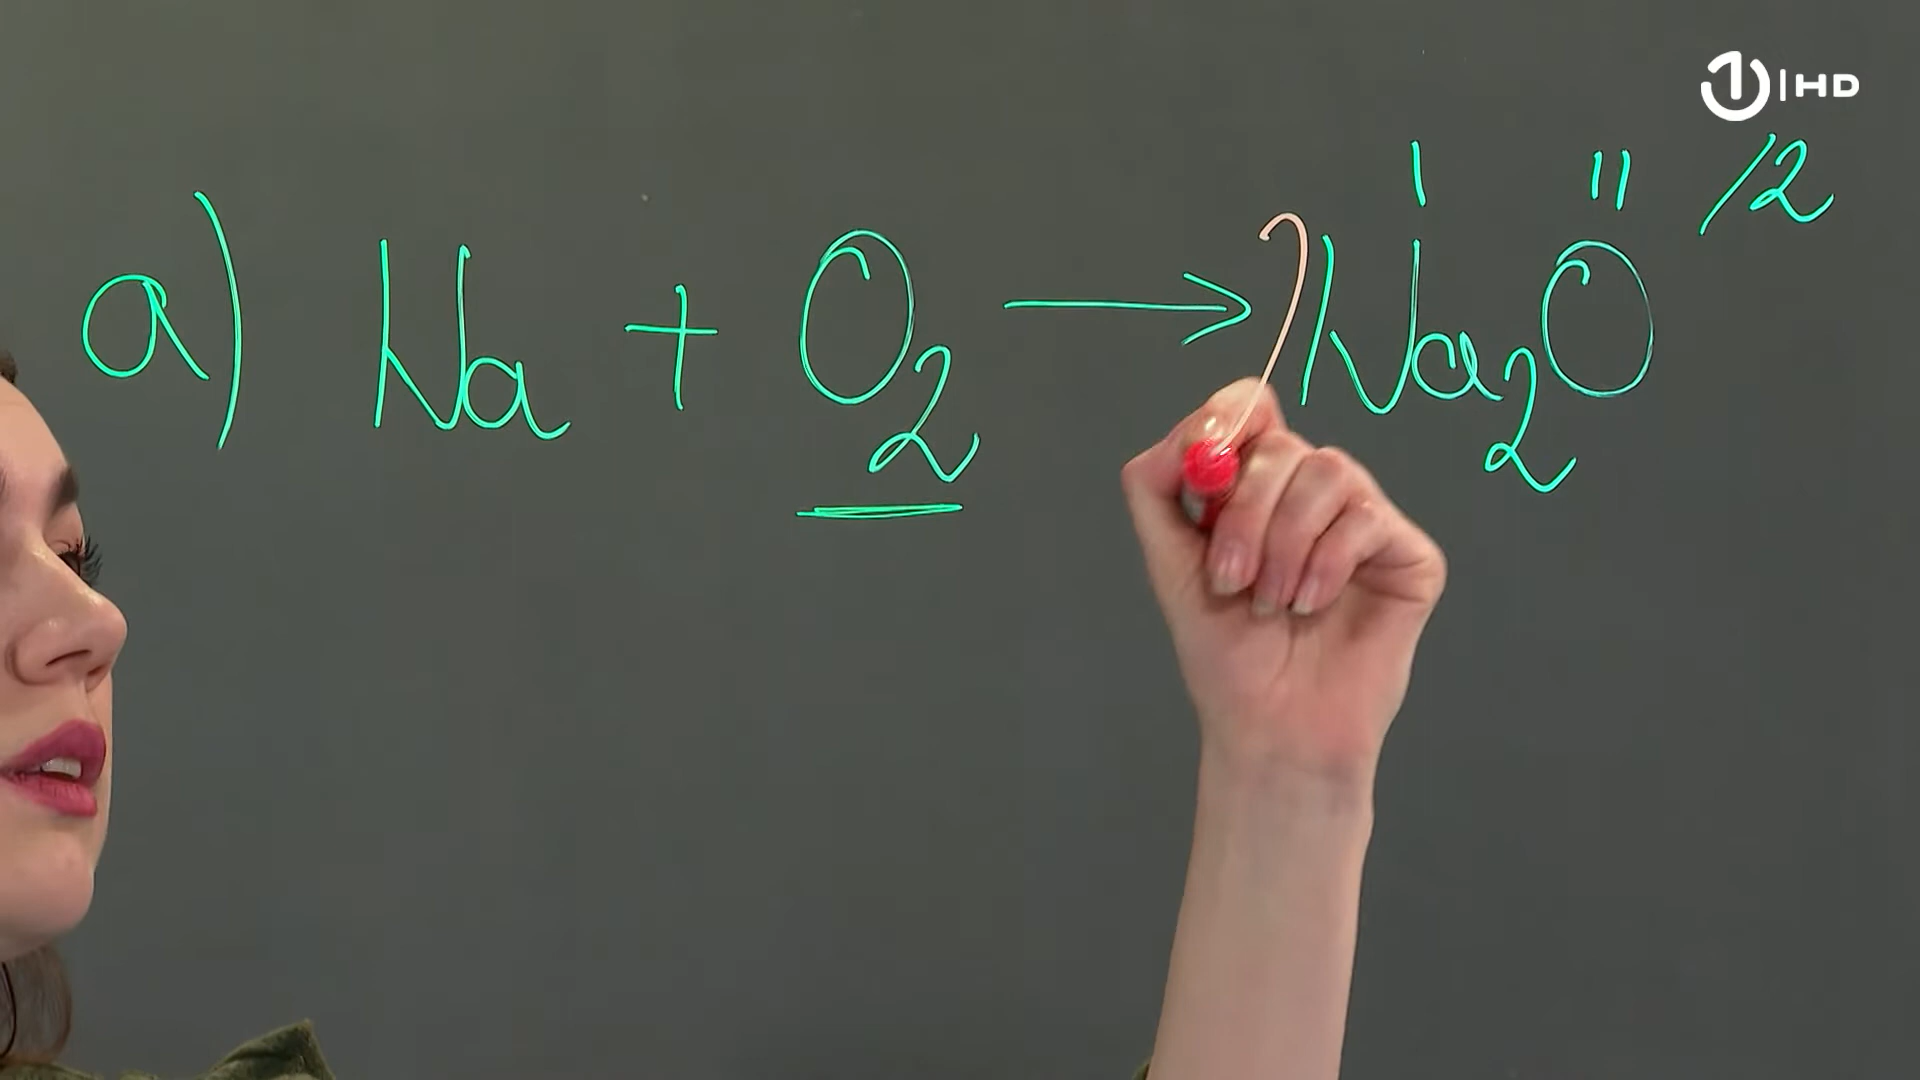 1 | HD
I II /2
a) Na + O₂ → 2Na₂O